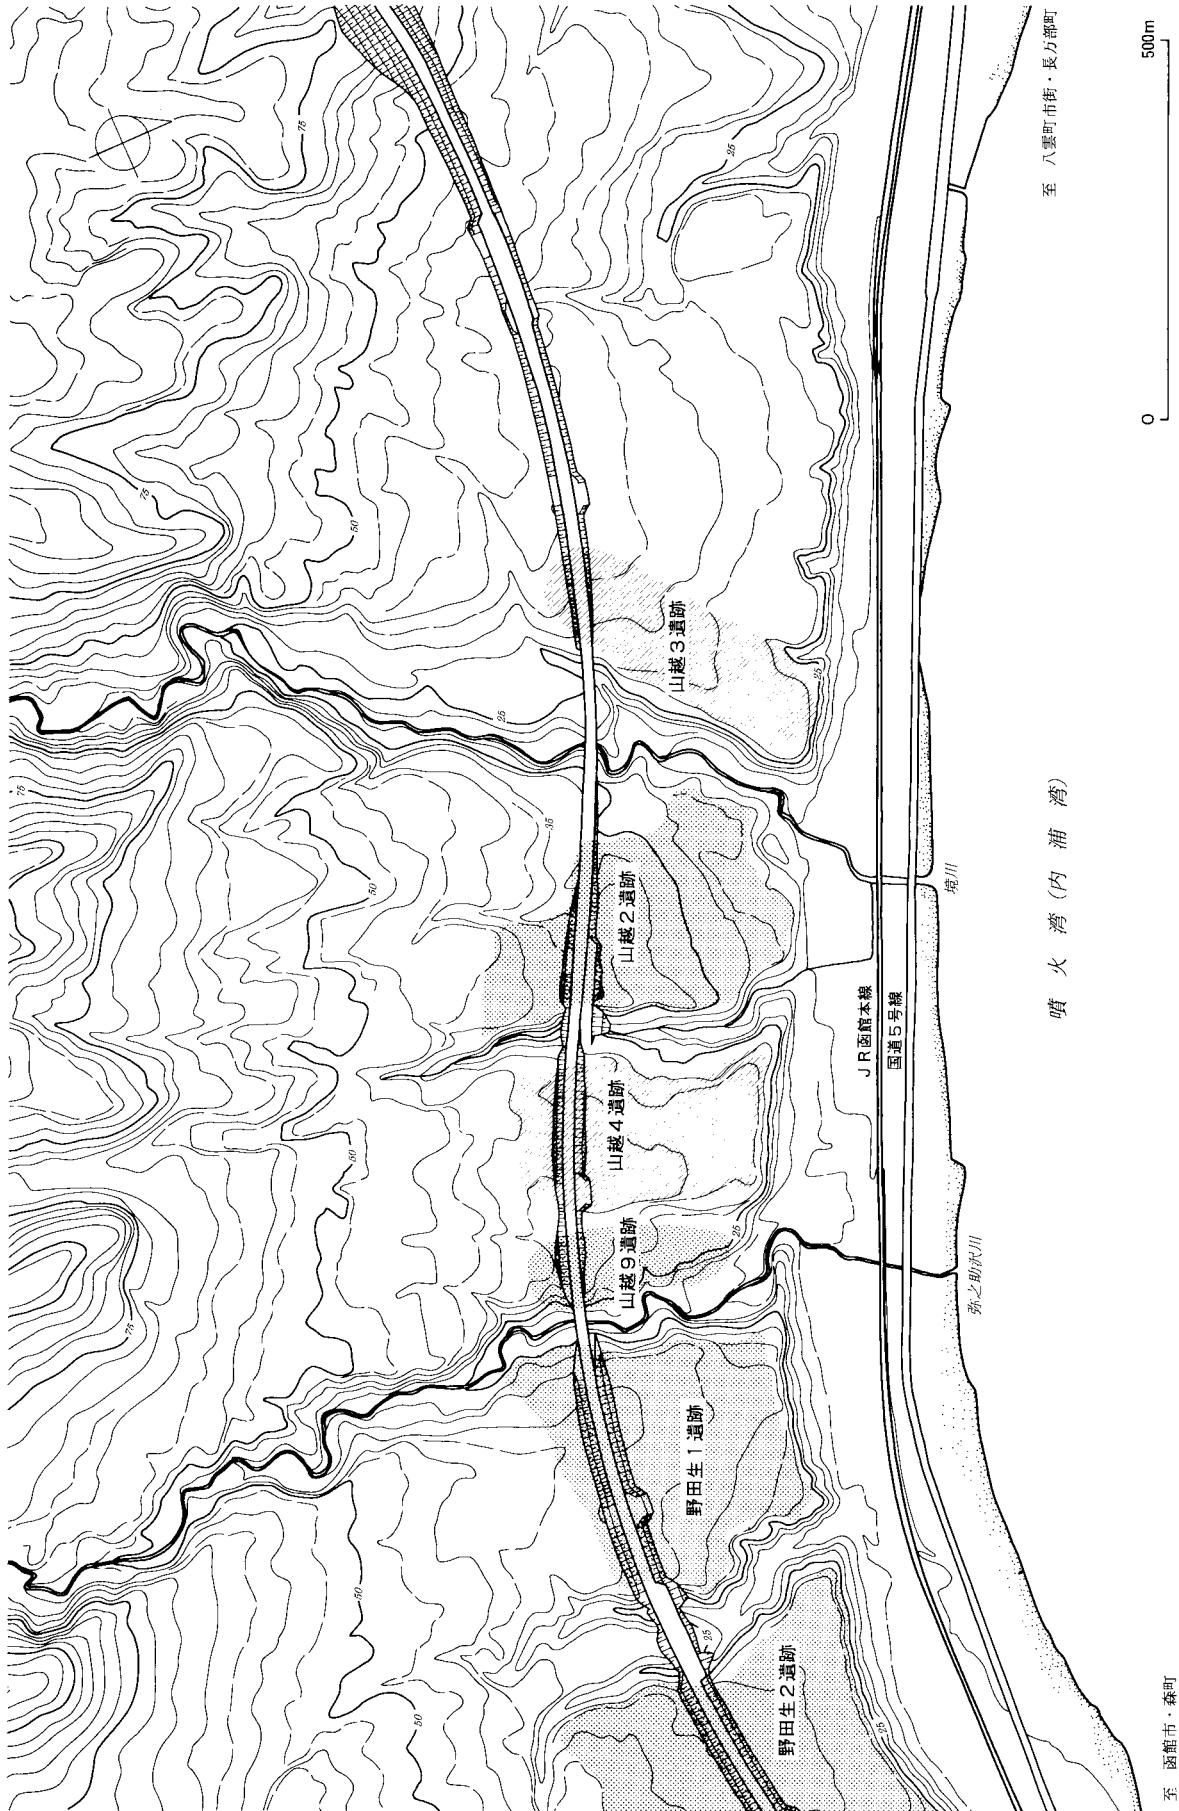 至 八雲町市街・長万部町
500m
0
山越3遺跡
山越2遺跡
山越4遺跡
山越9遺跡
野田生1遺跡
野田生2遺跡
JR函館本線
国道5号線
境川
弥之助沢川
噴火湾(内浦湾)
至 函館市・森町
75
75
75
75
50
50
50
50
50
35
25
25
25
25
25
25